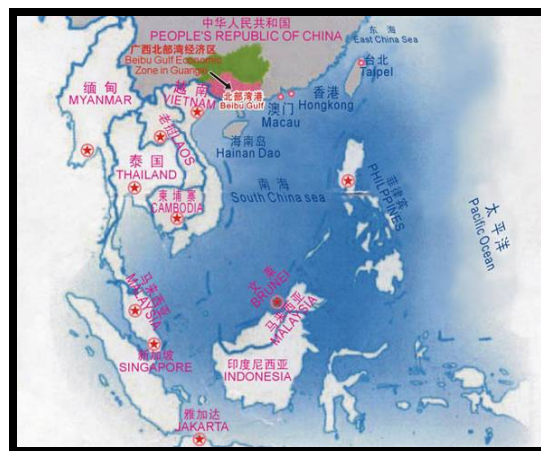 中华人民共和国
PEOPLE'S REPUBLIC OF CHINA
东海
East China Sea
广西北部湾经济区
Beibu Gulf Economic
Zone in Guangxi
台北
Taipei
缅甸
MYANMAR
越南
VIETNAM
北部湾港
Beibu Gulf
香港
Hongkong
澳门
Macau
老挝 LAOS
海南岛
Hainan Dao
泰国
THAILAND
柬埔寨
CAMBODIA
南海
South China sea
菲律宾
PHILIPPINES
太平洋
Pacific Ocean
马来西亚
MALAYSIA
文莱
BRUNEI
马来西亚
MALAYSIA
新加坡
SINGAPORE
印度尼西亚
INDONESIA
雅加达
JAKARTA